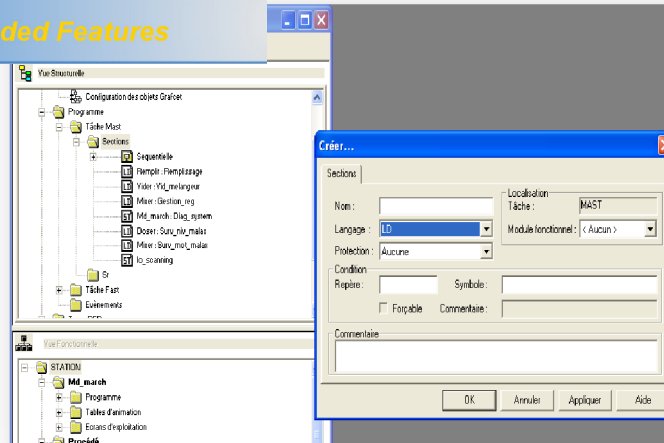 ded Features
Vue Structurelle
Configuration des objets Grafcet
Programme
Tâche Mast
Sections
Sequentielle
Remplir : Remplissage
Vider : Vid_melangeur
Mixer : Gestion_reg
Md_march : Diag_system
Doser : Surv_niv_malax
Mixer : Surv_mot_malax
Io_scanning
Sr
Tâche Fast
Evènements
Vue Fonctionnelle
STATION
Md_march
Programme
Tables d'animation
Ecrans d'exploitation
Procédé
Créer...
Sections
Nom :
Langage : LD
Protection : Aucune
Localisation
Tâche : MAST
Module fonctionnel : < Aucun >
Condition
Repère : Symbole :
Forçable Commentaire :
Commentaire
OK Annuler Appliquer Aide